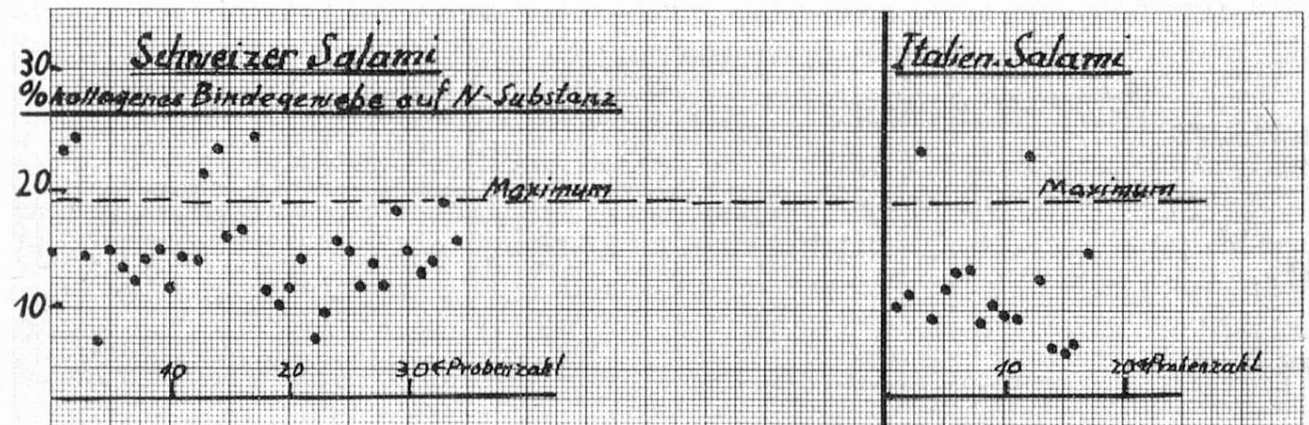 Schweizer Salami
% kollagenes Bindegewebe auf N-Substanz
30
20
10
Maximum
10 20 30 ← Probenzahl
Italien. Salami
Maximum
10 20 ← Probenzahl